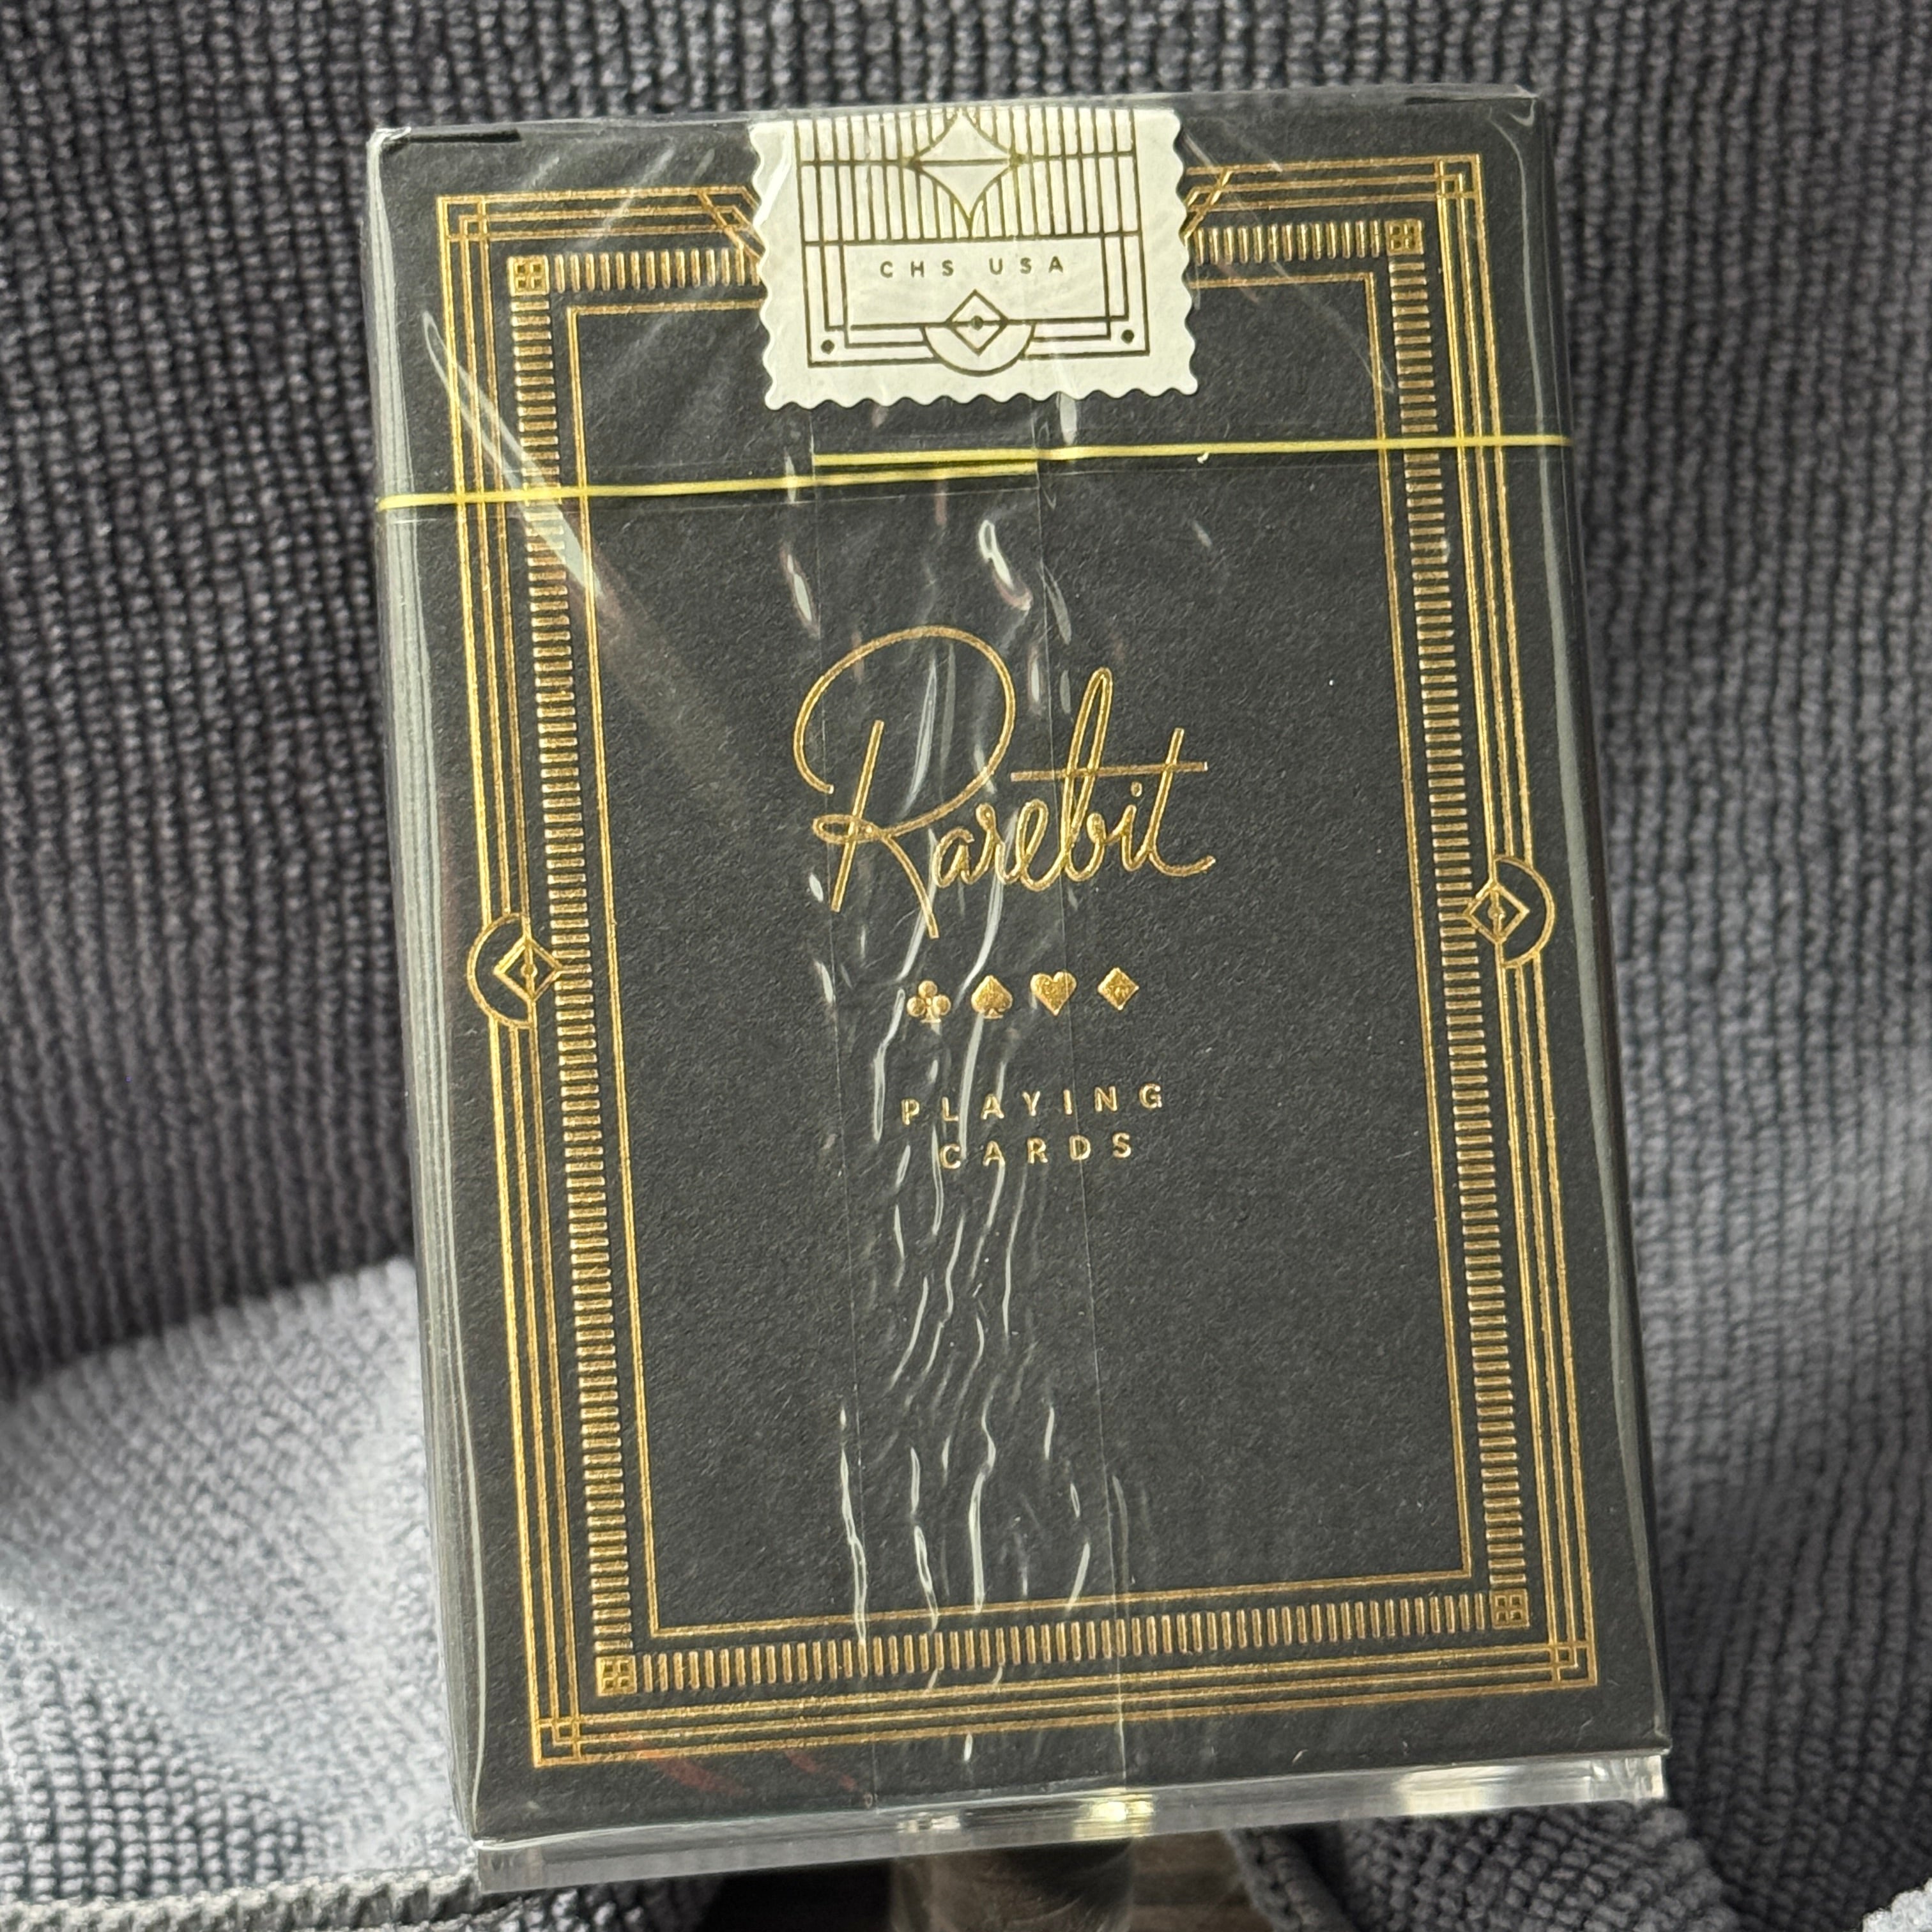 CHS USA
Rarebit
PLAYING
CARDS